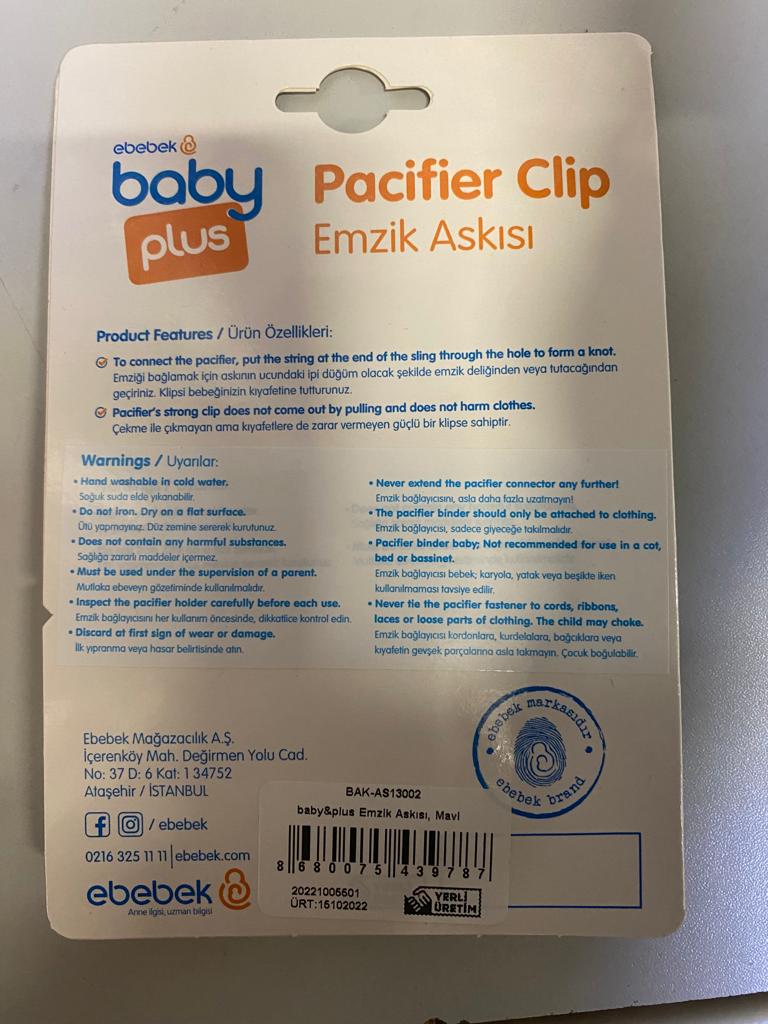 ebebek
baby
plus
Pacifier Clip
Emzik Askısı
Product Features / Ürün Özellikleri:
To connect the pacifier, put the string at the end of the sling through the hole to form a knot.
Emziği bağlamak için askının ucundaki ipi düğüm olacak şekilde emzik deliğinden veya tutacağından
geçiriniz. Klipsi bebeğinizin kıyafetine tutturunuz.
Pacifier's strong clip does not come out by pulling and does not harm clothes.
Çekme ile çıkmayan ama kıyafetlere de zarar vermeyen güçlü bir klipse sahiptir.
Warnings / Uyarılar:
• Hand washable in cold water.
Soğuk suda elde yıkanabilir.
• Do not iron. Dry on a flat surface.
Ütü yapmayınız. Düz zemine sererek kurutunuz.
• Does not contain any harmful substances.
Sağlığa zararlı maddeler içermez.
• Must be used under the supervision of a parent.
Mutlaka ebeveyn gözetiminde kullanılmalıdır.
• Inspect the pacifier holder carefully before each use.
Emzik bağlayıcısını her kullanım öncesinde, dikkatlice kontrol edin.
• Discard at first sign of wear or damage.
İlk yıpranma veya hasar belirtisinde atın.
• Never extend the pacifier connector any further!
Emzik bağlayıcısını, asla daha fazla uzatmayın!
• The pacifier binder should only be attached to clothing.
Emzik bağlayıcısı, sadece giyeceğe takılmalıdır.
• Pacifier binder baby; Not recommended for use in a cot,
bed or bassinet.
Emzik bağlayıcısı bebek; karyola, yatak veya beşikte iken
kullanılmaması tavsiye edilir.
• Never tie the pacifier fastener to cords, ribbons,
laces or loose parts of clothing. The child may choke.
Emzik bağlayıcısı kordonlara, kurdelalara, bağcıklara veya
kıyafetin gevşek parçalarına asla takmayın. Çocuk boğulabilir.
Ebebek Mağazacılık A.Ş.
İçerenköy Mah. Değirmen Yolu Cad.
No: 37 D: 6 Kat: 1 34752
Ataşehir / İSTANBUL
/ ebebek
0216 325 11 11 | ebebek.com
ebebek
Anne ilgisi, uzman bilgisi
• ebebek markasıdır •
ebebek brand
BAK-AS13002
baby&plus Emzik Askısı, Mavi
8 680075 439787
20221005601
ÜRT:15102022
YERLİ
ÜRETİM